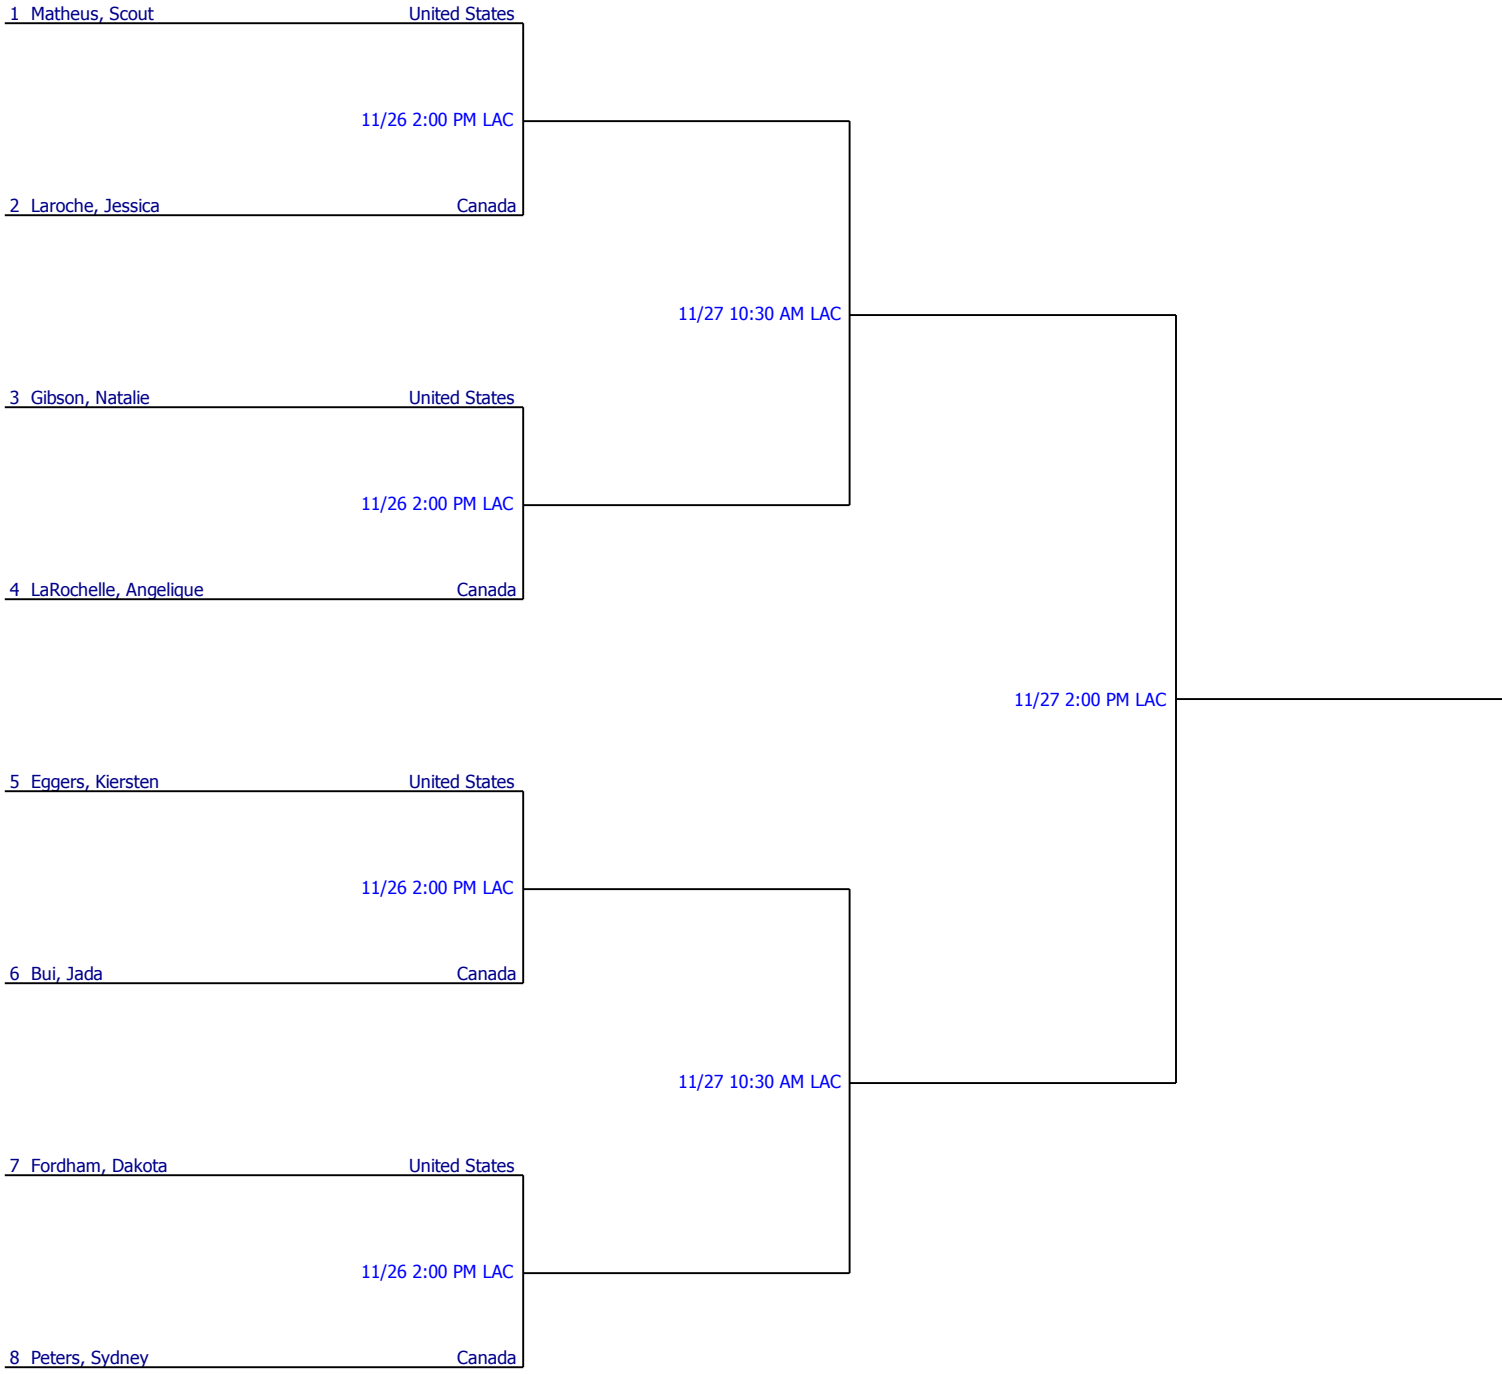 1 Matheus, Scout United States
11/26 2:00 PM LAC
2 Laroche, Jessica Canada
11/27 10:30 AM LAC
3 Gibson, Natalie United States
11/26 2:00 PM LAC
4 LaRochelle, Angelique Canada
11/27 2:00 PM LAC
5 Eggers, Kiersten United States
11/26 2:00 PM LAC
6 Bui, Jada Canada
11/27 10:30 AM LAC
7 Fordham, Dakota United States
11/26 2:00 PM LAC
8 Peters, Sydney Canada